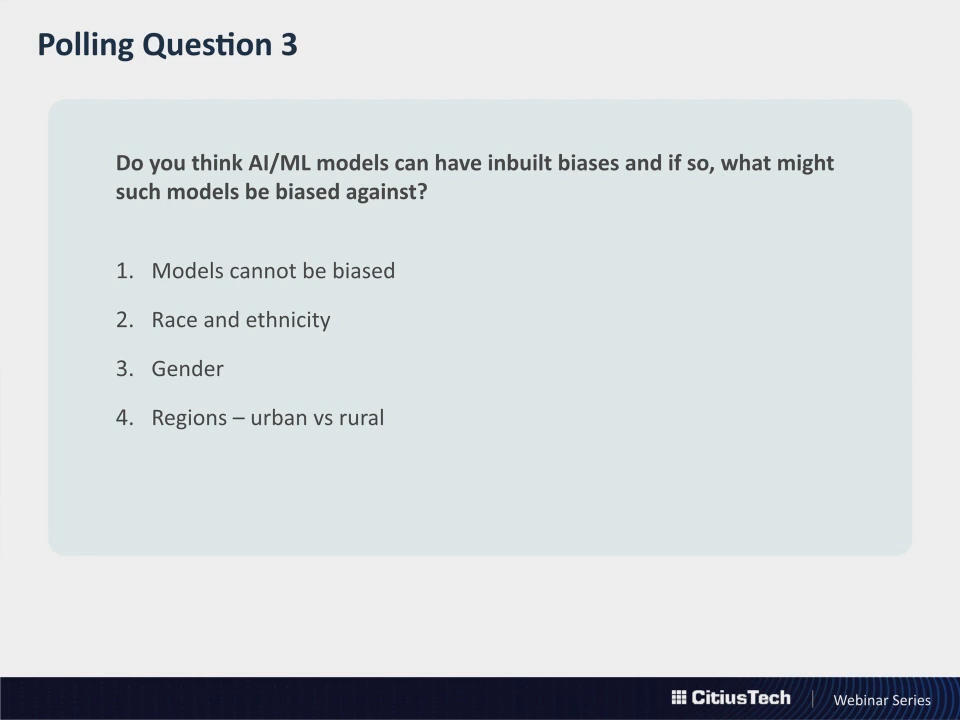 Polling Question 3
Do you think AI/ML models can have inbuilt biases and if so, what might
such models be biased against?
1. Models cannot be biased
2. Race and ethnicity
3. Gender
4. Regions – urban vs rural
CitiusTech | Webinar Series